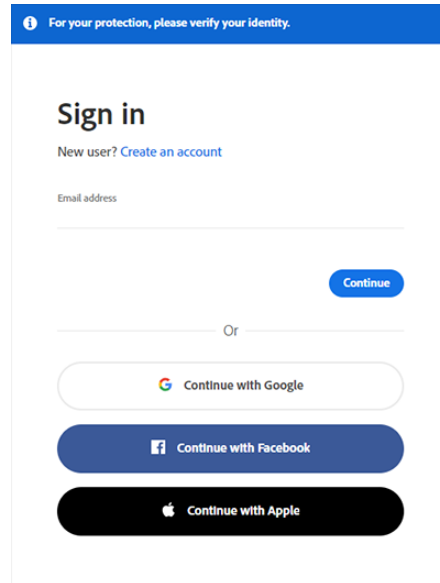 For your protection, please verify your identity.
Sign in
New user? Create an account
Email address
Continue
Or
Continue with Google
Continue with Facebook
Continue with Apple